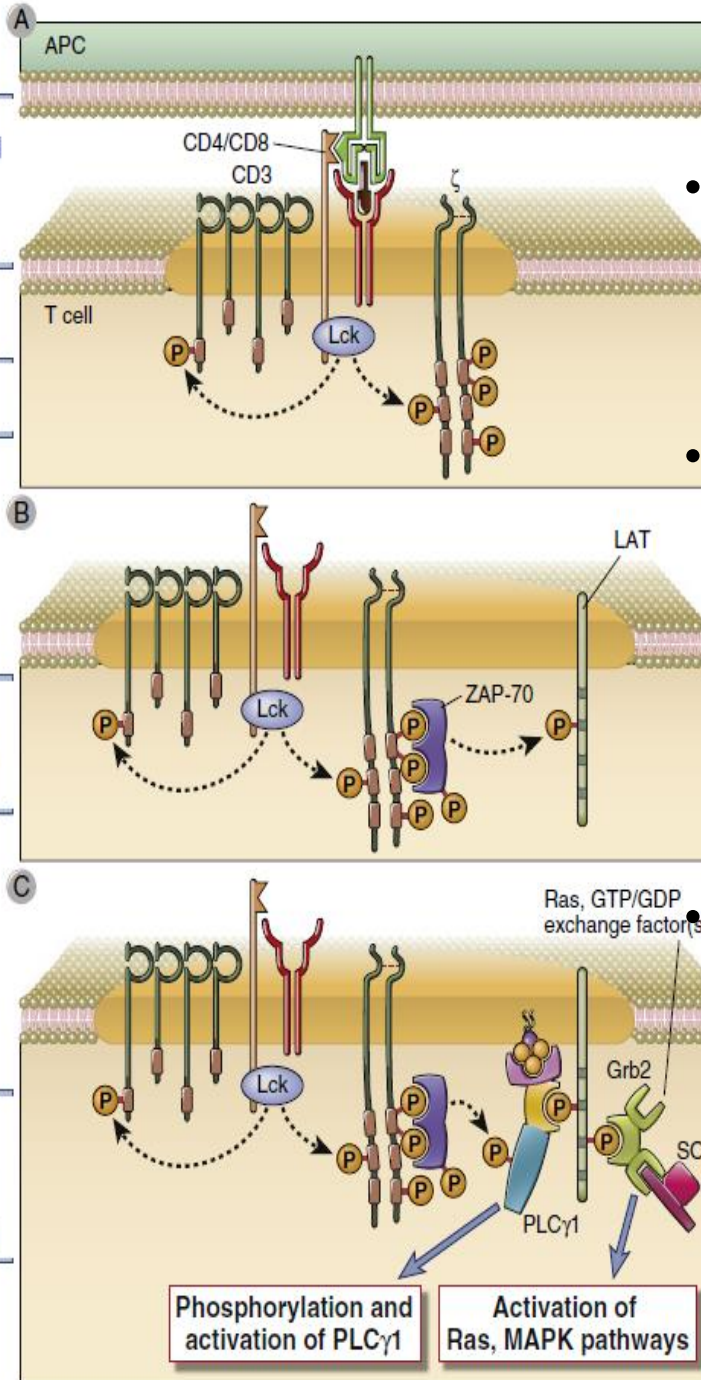 A
APC
CD4/CD8
CD3
ζ
T cell
Lck
P
P
P
P
P
B
LAT
ZAP-70
Lck
P
P
P
P
P
P
P
C
Ras, GTP/GDP
exchange factor(s
Grb2
Lck
P
P
P
P
P
P
P
P
P
SO
PLCγ1
Phosphorylation and
activation of PLCγ1
Activation of
Ras, MAPK pathways